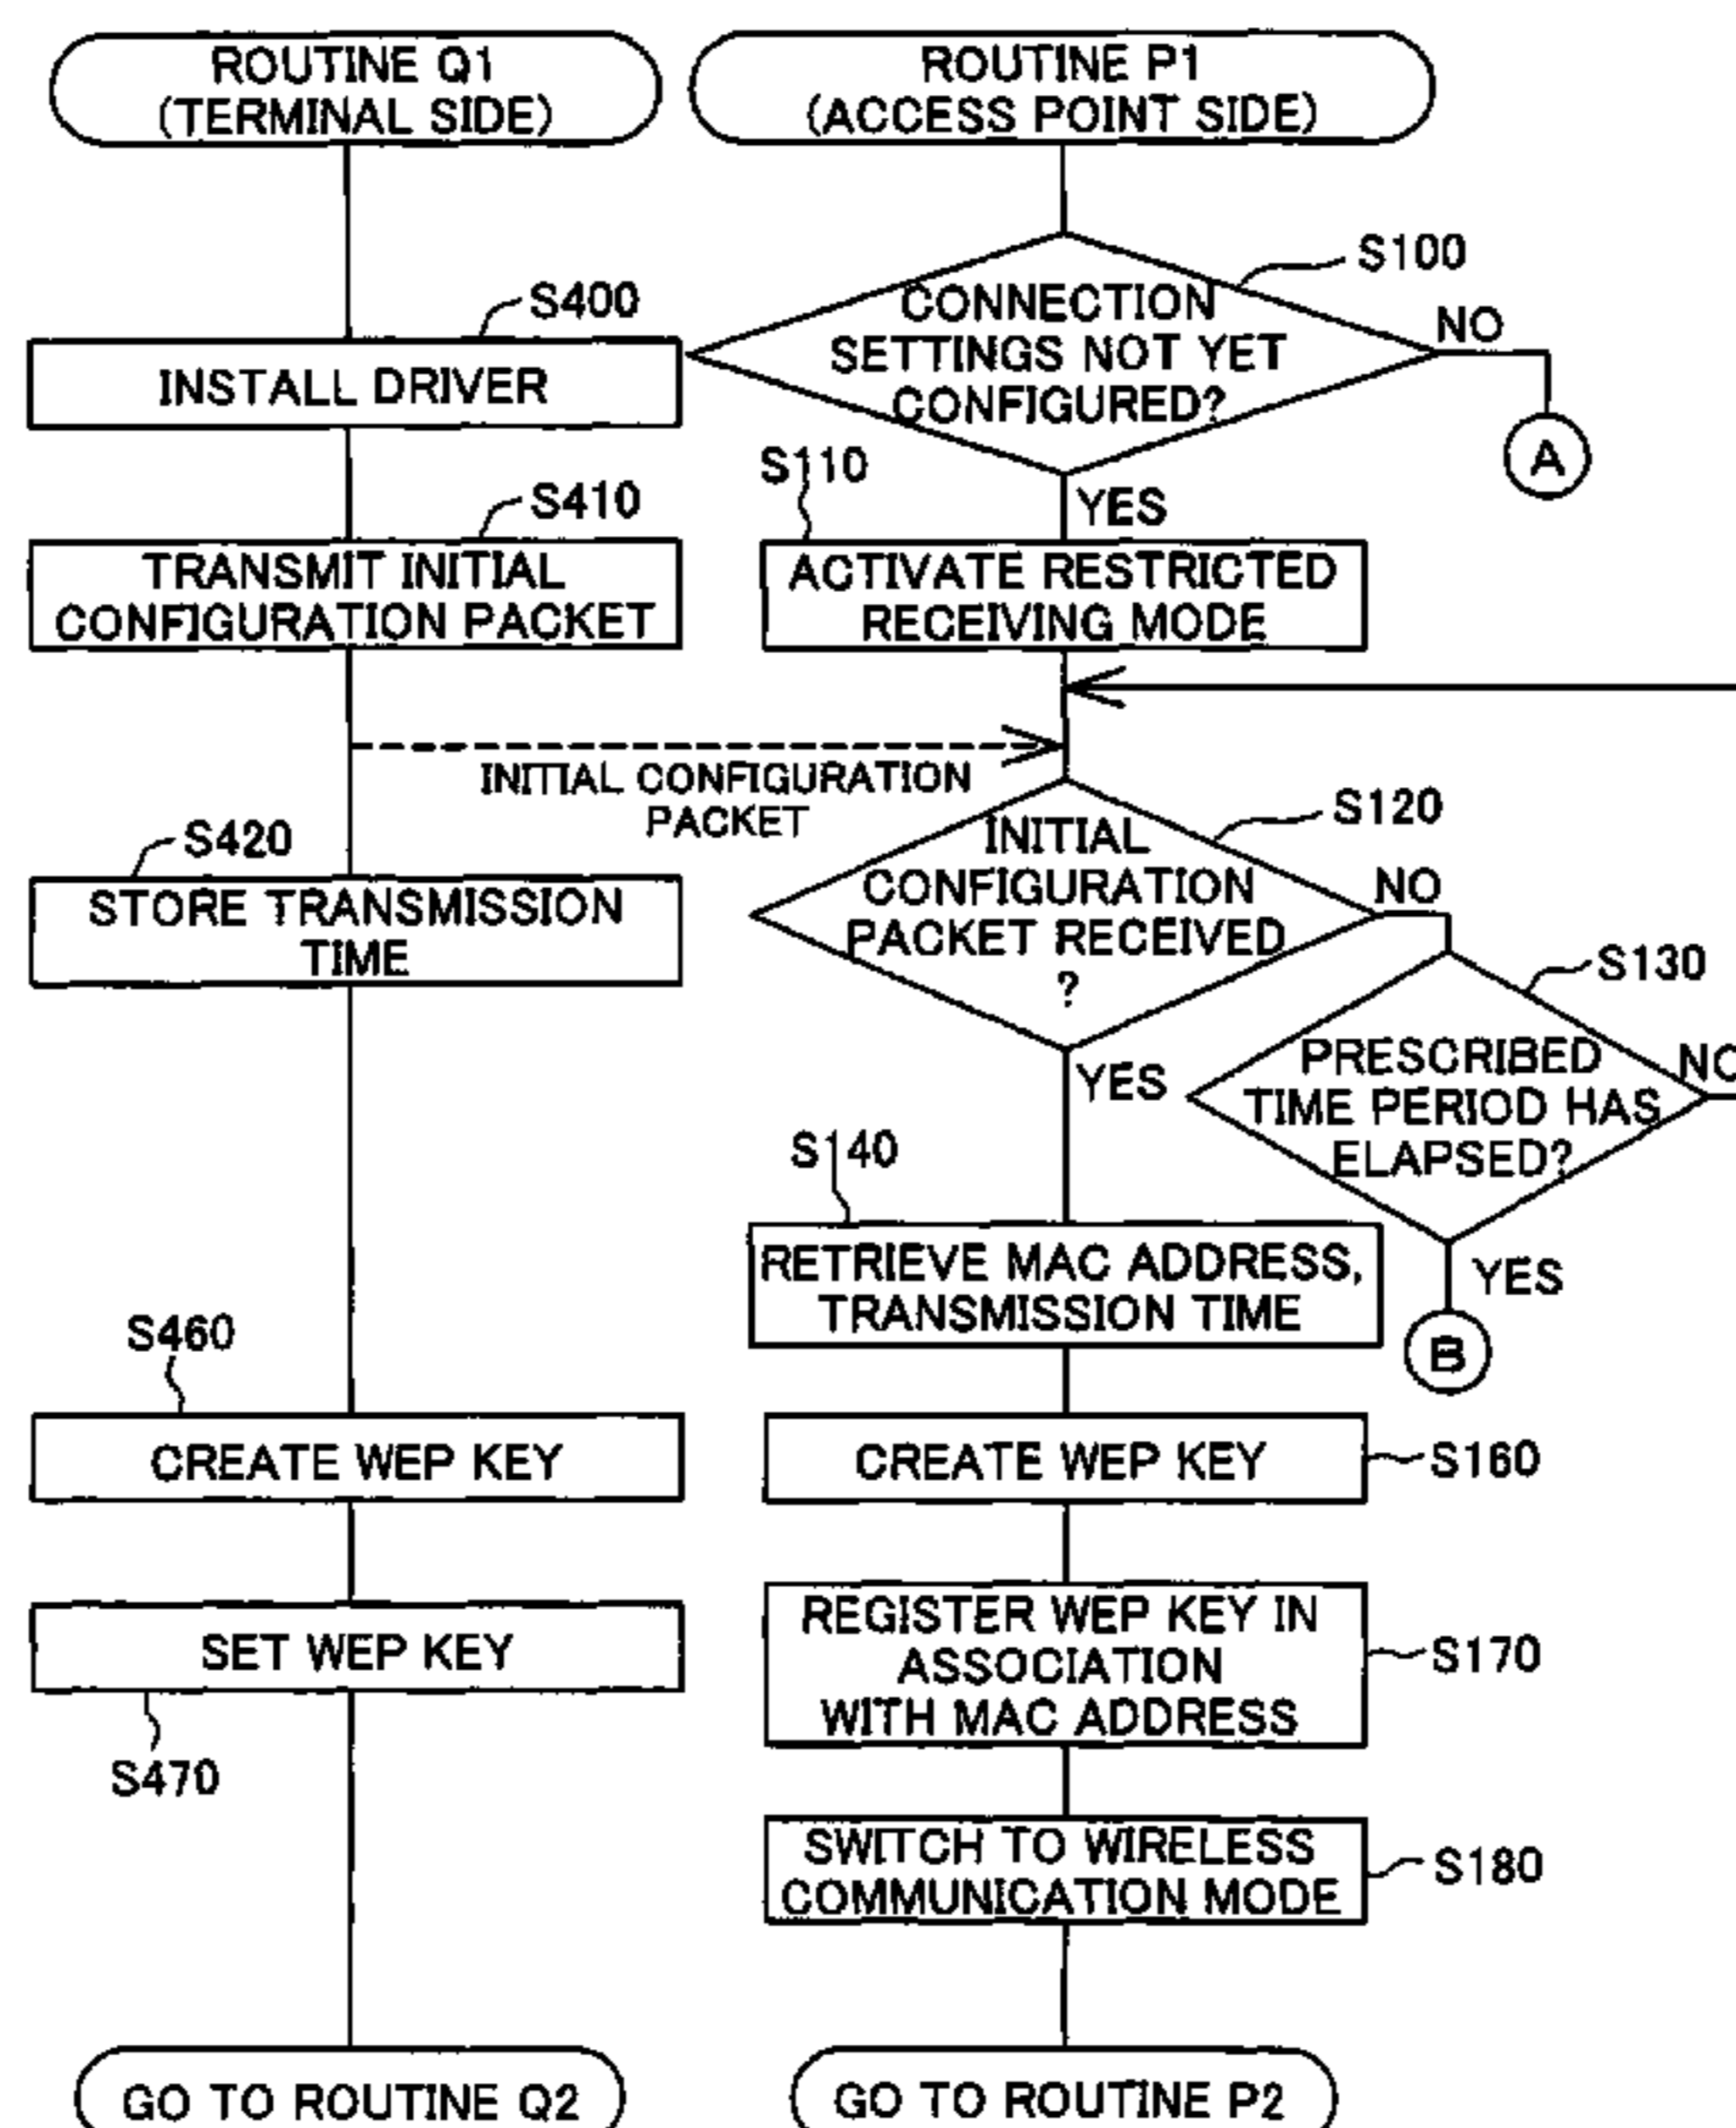 ROUTINE Q1
(TERMINAL SIDE)
ROUTINE P1
(ACCESS POINT SIDE)
S100
CONNECTION
SETTINGS NOT YET
CONFIGURED?
NO
A
S400
INSTALL DRIVER
S110
YES
S410
TRANSMIT INITIAL
CONFIGURATION PACKET
ACTIVATE RESTRICTED
RECEIVING MODE
INITIAL CONFIGURATION
PACKET
S120
INITIAL
CONFIGURATION
PACKET RECEIVED
?
NO
S420
STORE TRANSMISSION
TIME
S130
PRESCRIBED
TIME PERIOD HAS
ELAPSED?
NO
YES
YES
B
S140
RETRIEVE MAC ADDRESS,
TRANSMISSION TIME
S460
CREATE WEP KEY
CREATE WEP KEY
S160
SET WEP KEY
S470
REGISTER WEP KEY IN
ASSOCIATION
WITH MAC ADDRESS
S170
SWITCH TO WIRELESS
COMMUNICATION MODE
S180
GO TO ROUTINE Q2
GO TO ROUTINE P2